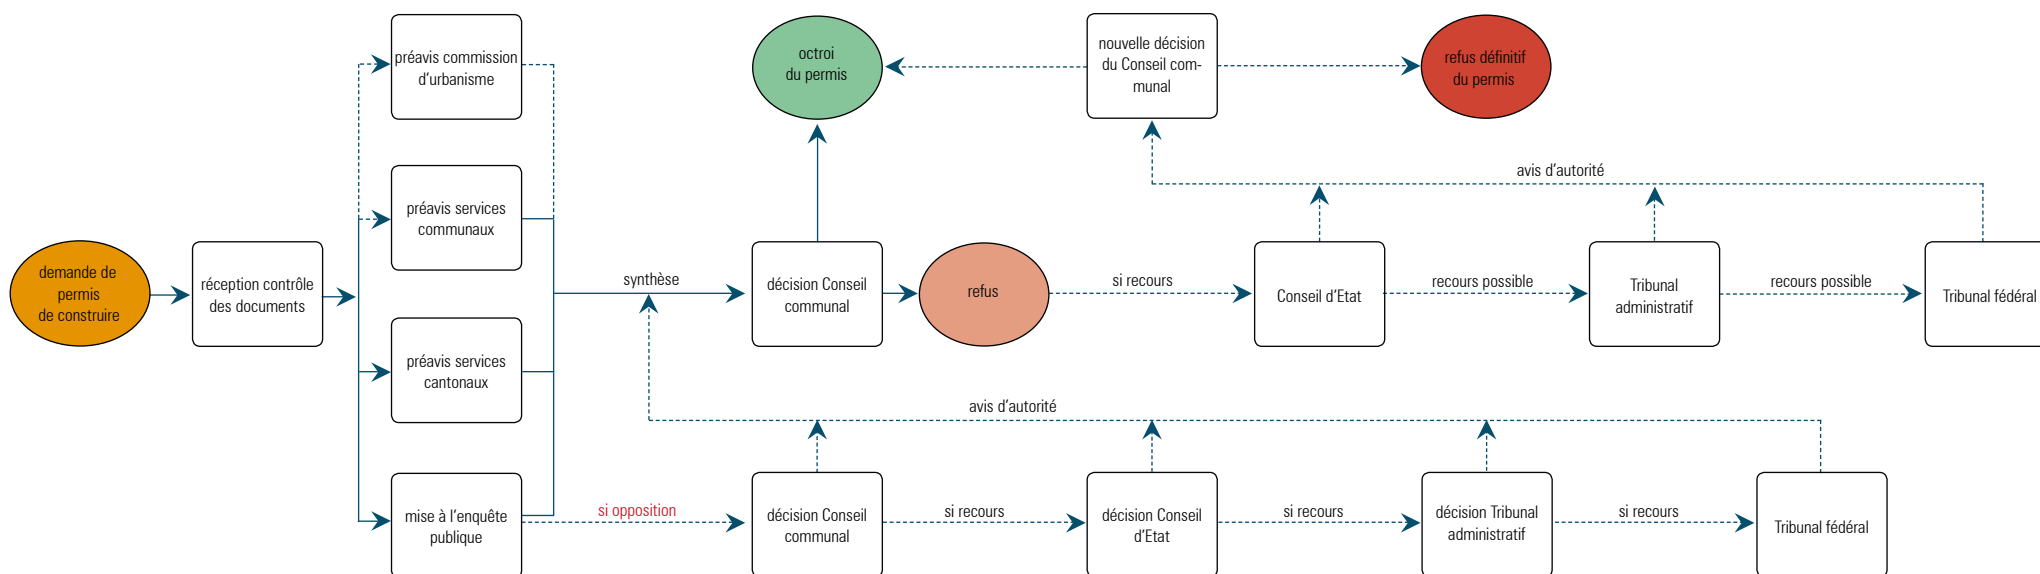 préavis commission
d'urbanisme
octroi
du permis
nouvelle décision
du Conseil com-
munal
refus définitif
du permis
avis d'autorité
préavis services
communaux
demande de
permis
de construire
réception contrôle
des documents
synthèse
décision Conseil
communal
refus
si recours
Conseil d'Etat
recours possible
Tribunal
administratif
recours possible
Tribunal fédéral
préavis services
cantonaux
avis d'autorité
mise à l'enquête
publique
si opposition
décision Conseil
communal
si recours
décision Conseil
d'Etat
si recours
décision Tribunal
administratif
si recours
Tribunal fédéral